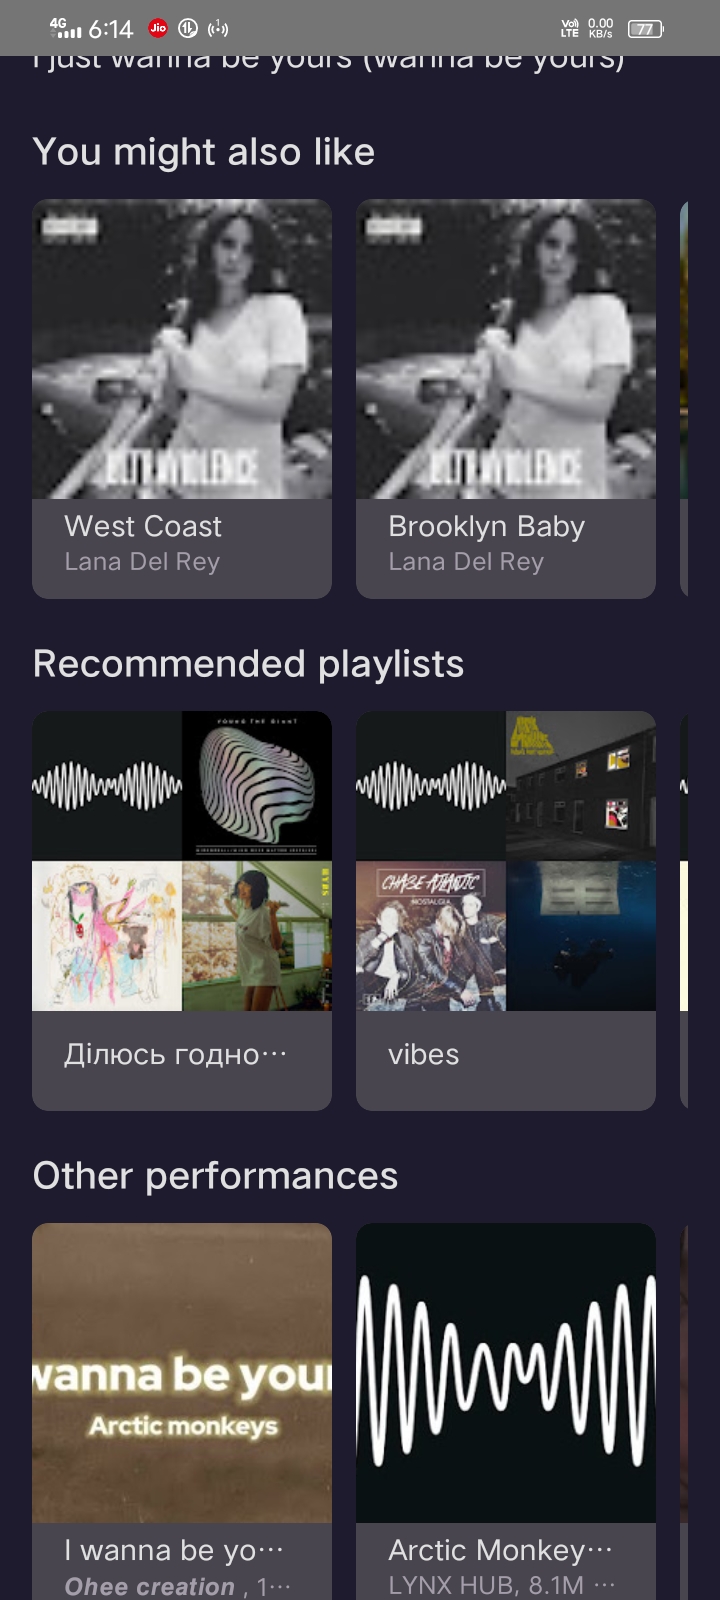 4G 6:14 Jio VoD LTE 0.00 KB/s 77
I just wanna be yours (wanna be yours)
You might also like
ULTRAVIOLENCE
ULTRAVIOLENCE
West Coast
Lana Del Rey
Brooklyn Baby
Lana Del Rey
Recommended playlists
YOUNG THE GIANT
CHASE ATLANTIC
NOSTALGIA
Ділюсь годно···
vibes
Other performances
wanna be your
Arctic monkeys
I wanna be yo···
Ohee creation , 1···
Arctic Monkey···
LYNX HUB, 8.1M ···